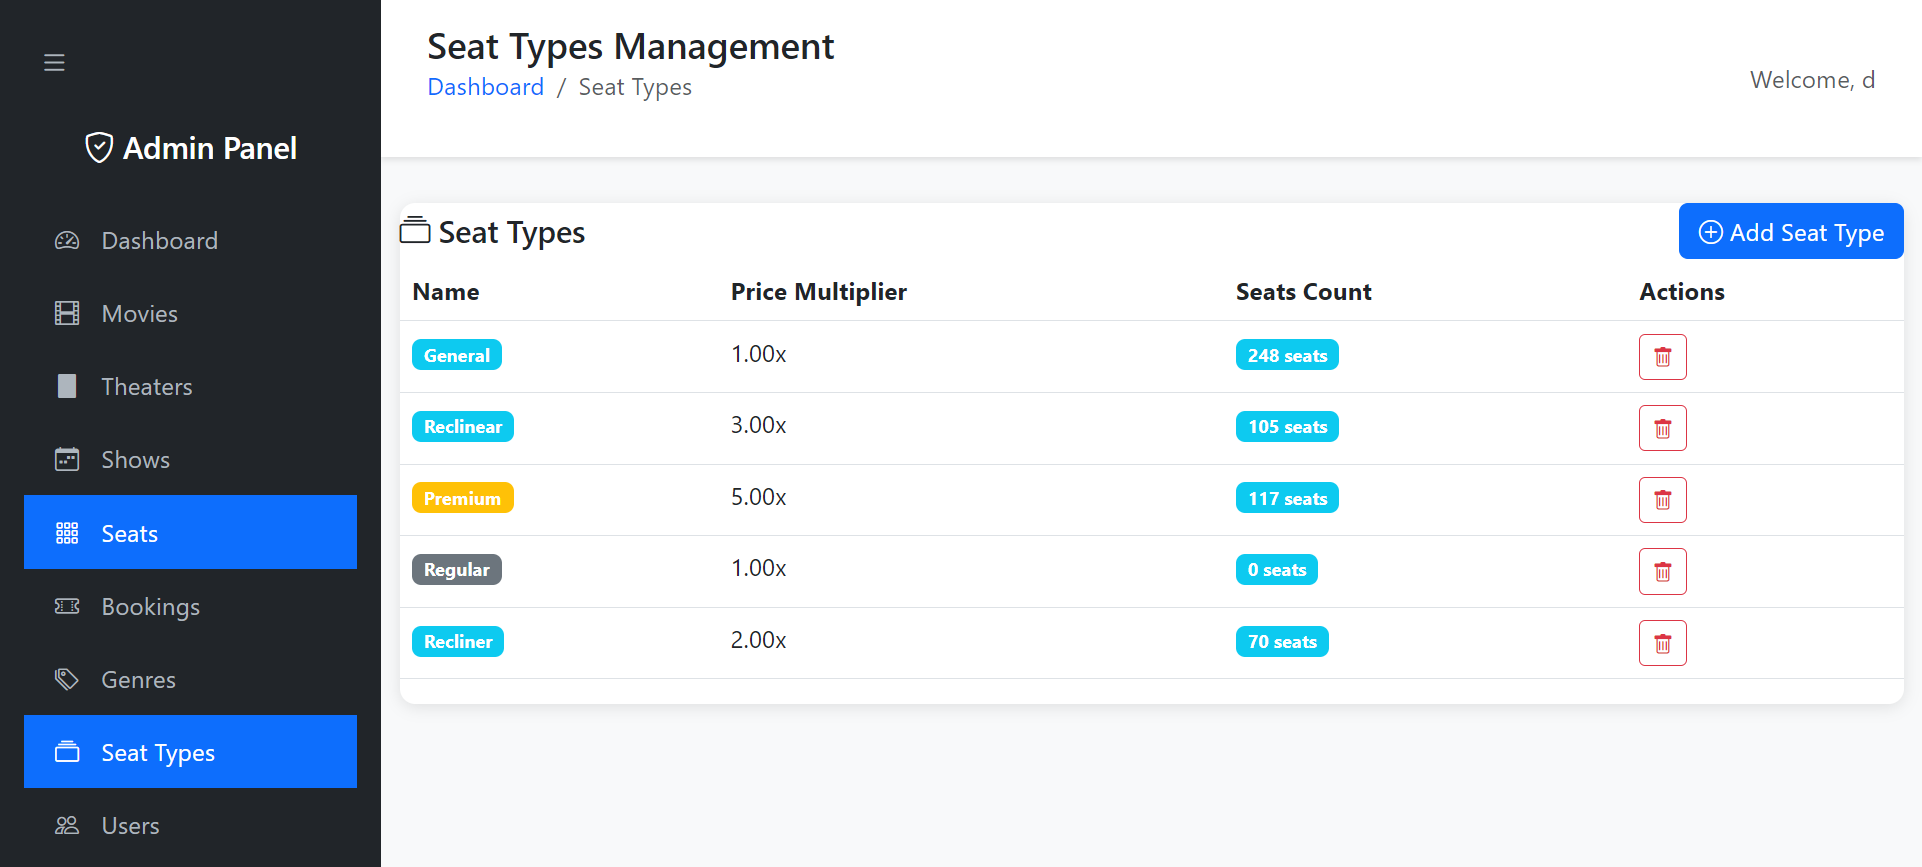 Admin Panel
Dashboard
Movies
Theaters
Shows
Seats
Bookings
Genres
Seat Types
Users
Seat Types Management
Dashboard / Seat Types
Welcome, d
Seat Types
Add Seat Type
Name Price Multiplier Seats Count Actions
General 1.00x 248 seats
Reclinear 3.00x 105 seats
Premium 5.00x 117 seats
Regular 1.00x 0 seats
Recliner 2.00x 70 seats